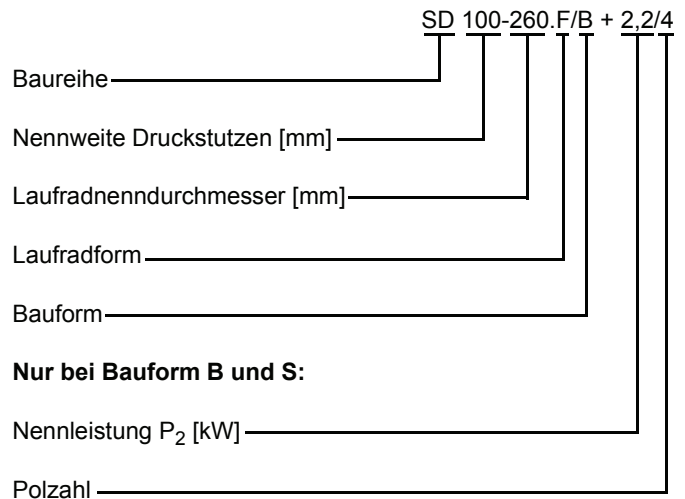 SD 100-260.F/B + 2,2/4
Baureihe
Nennweite Druckstutzen [mm]
Laufradnenndurchmesser [mm]
Laufradform
Bauform
Nur bei Bauform B und S:
Nennleistung P₂ [kW]
Polzahl